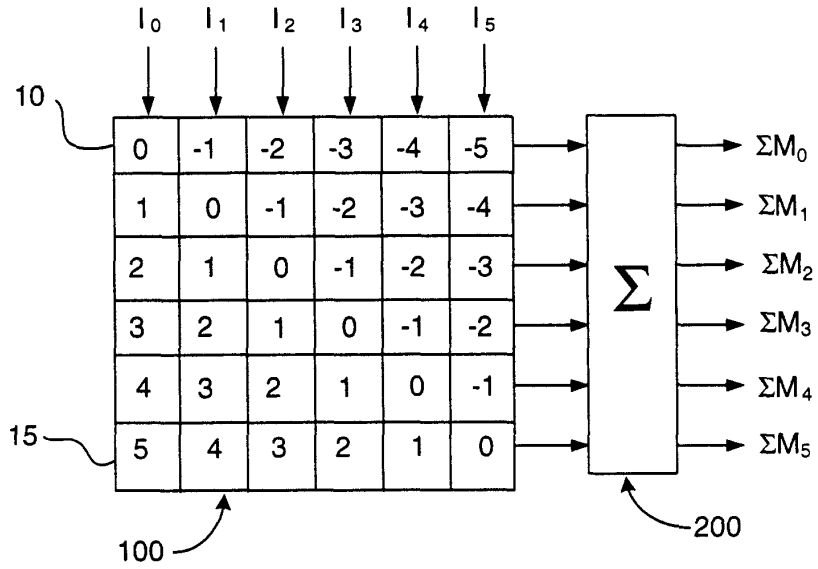 I₀ I₁ I₂ I₃ I₄ I₅
10
0 -1 -2 -3 -4 -5 ΣM₀
1 0 -1 -2 -3 -4 ΣM₁
2 1 0 -1 -2 -3 ΣM₂
Σ
3 2 1 0 -1 -2 ΣM₃
4 3 2 1 0 -1 ΣM₄
15
5 4 3 2 1 0 ΣM₅
100
200